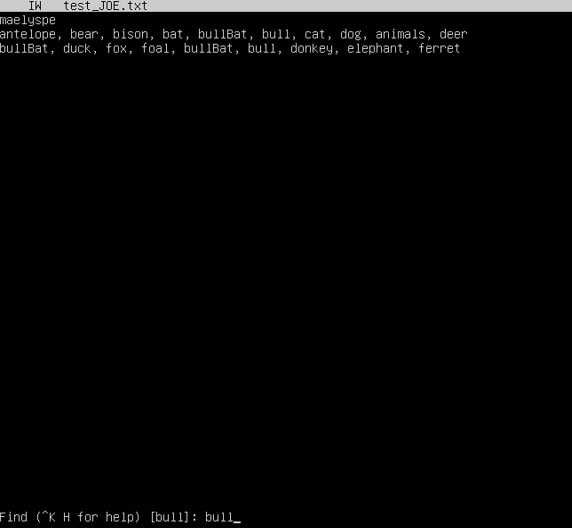 IW test_JOE.txt
maelyspe
antelope, bear, bison, bat, bullBat, bull, cat, dog, animals, deer
bullBat, duck, fox, foal, bullBat, bull, donkey, elephant, ferret
Find (^K H for help) [bull]: bull_